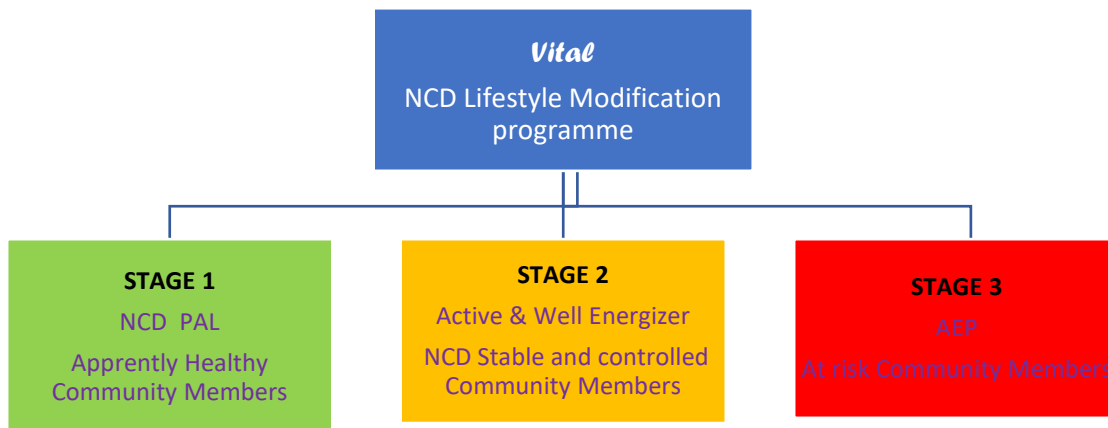 Vital
NCD Lifestyle Modification
programme
STAGE 1
NCD PAL
Apprently Healthy
Community Members
STAGE 2
Active & Well Energizer
NCD Stable and controlled
Community Members
STAGE 3
AEP
At risk Community Members